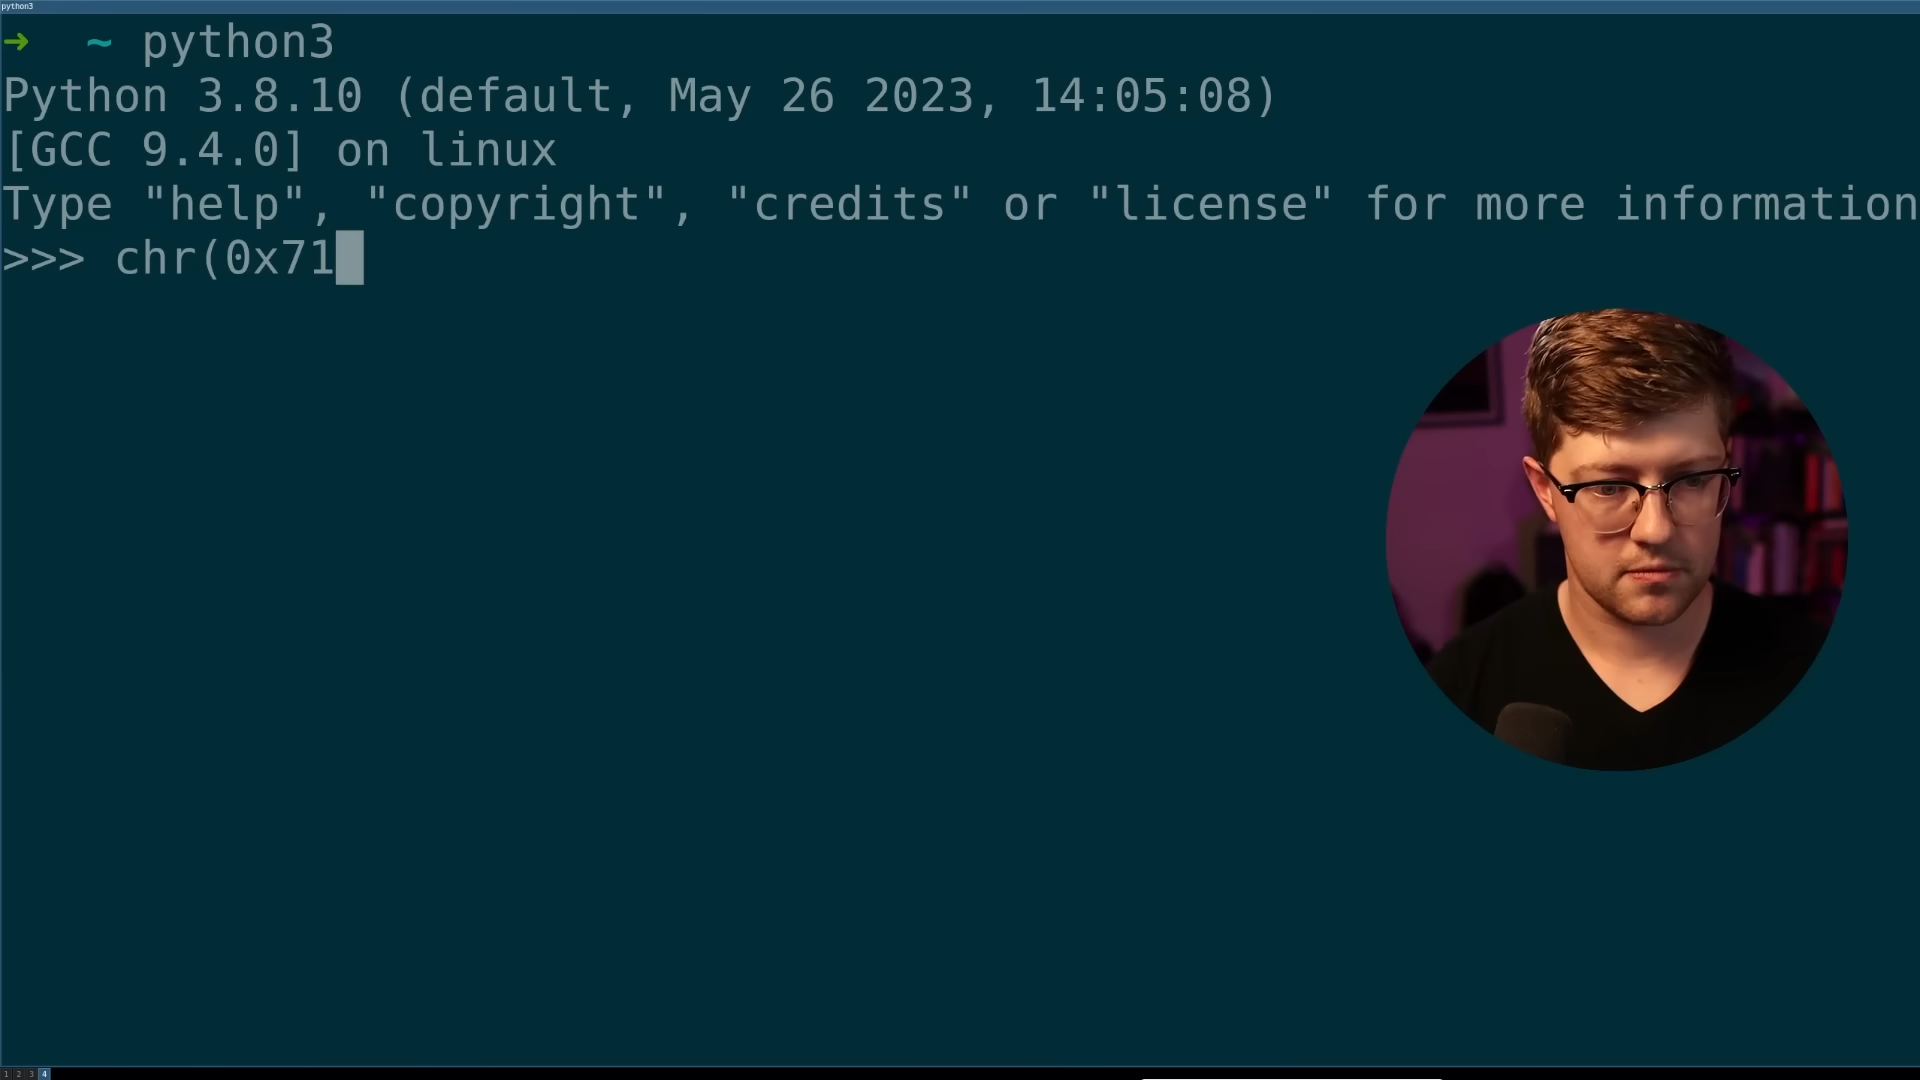 python3
➜ ~ python3
Python 3.8.10 (default, May 26 2023, 14:05:08)
[GCC 9.4.0] on linux
Type "help", "copyright", "credits" or "license" for more information
>>> chr(0x71
1 2 3 4